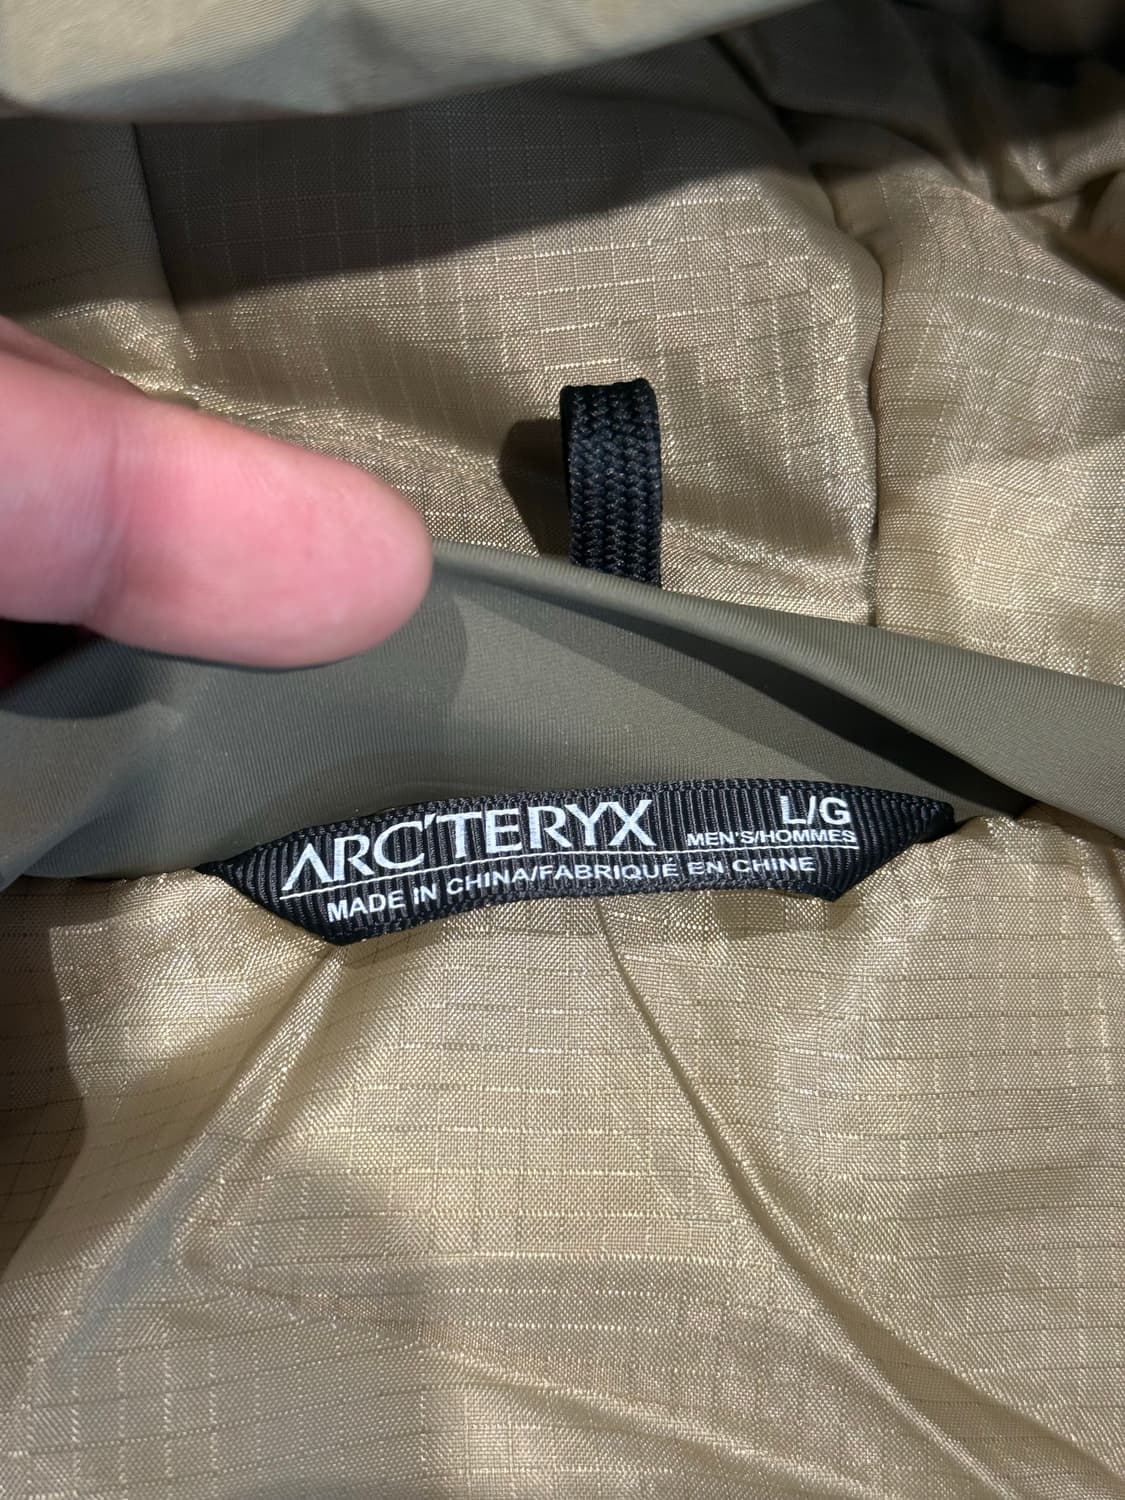 ARC'TERYX L/G
MEN'S/HOMMES
MADE IN CHINA/FABRIQUÉ EN CHINE